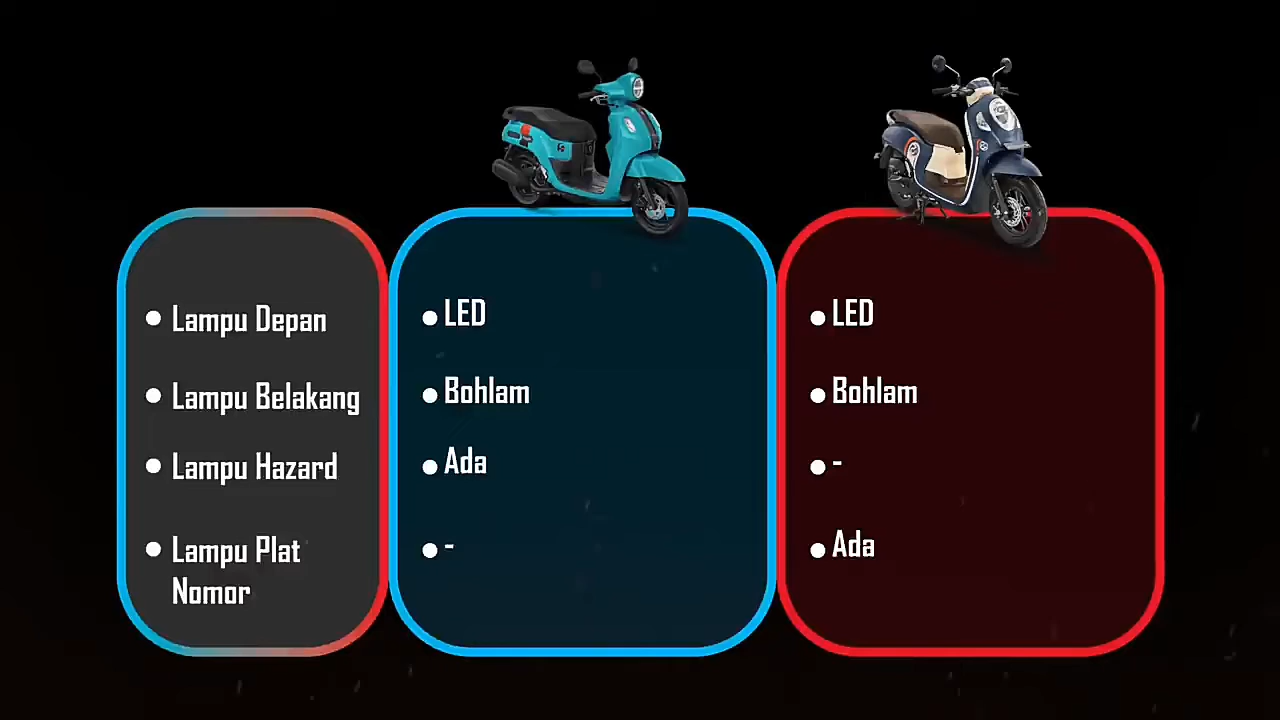 Lampu Depan
LED
LED
Lampu Belakang
Bohlam
Bohlam
Lampu Hazard
Ada
-
Lampu Plat
Nomor
-
Ada